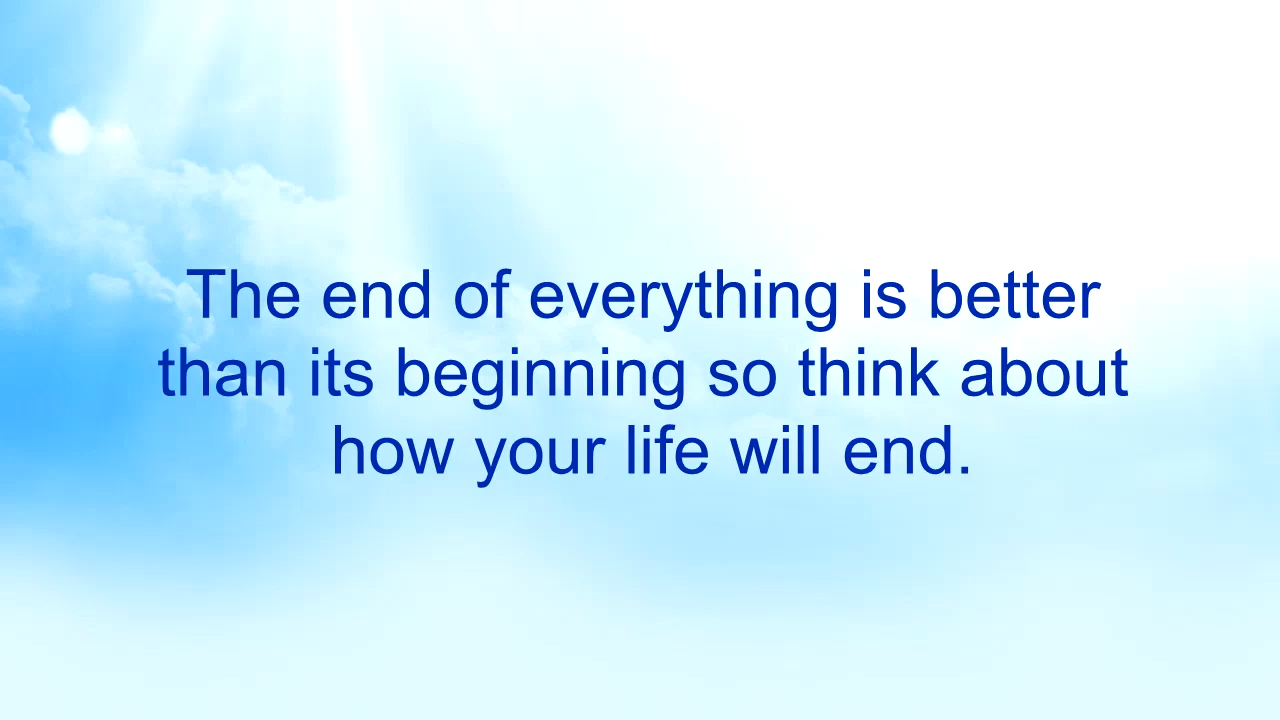 The end of everything is better
than its beginning so think about
how your life will end.